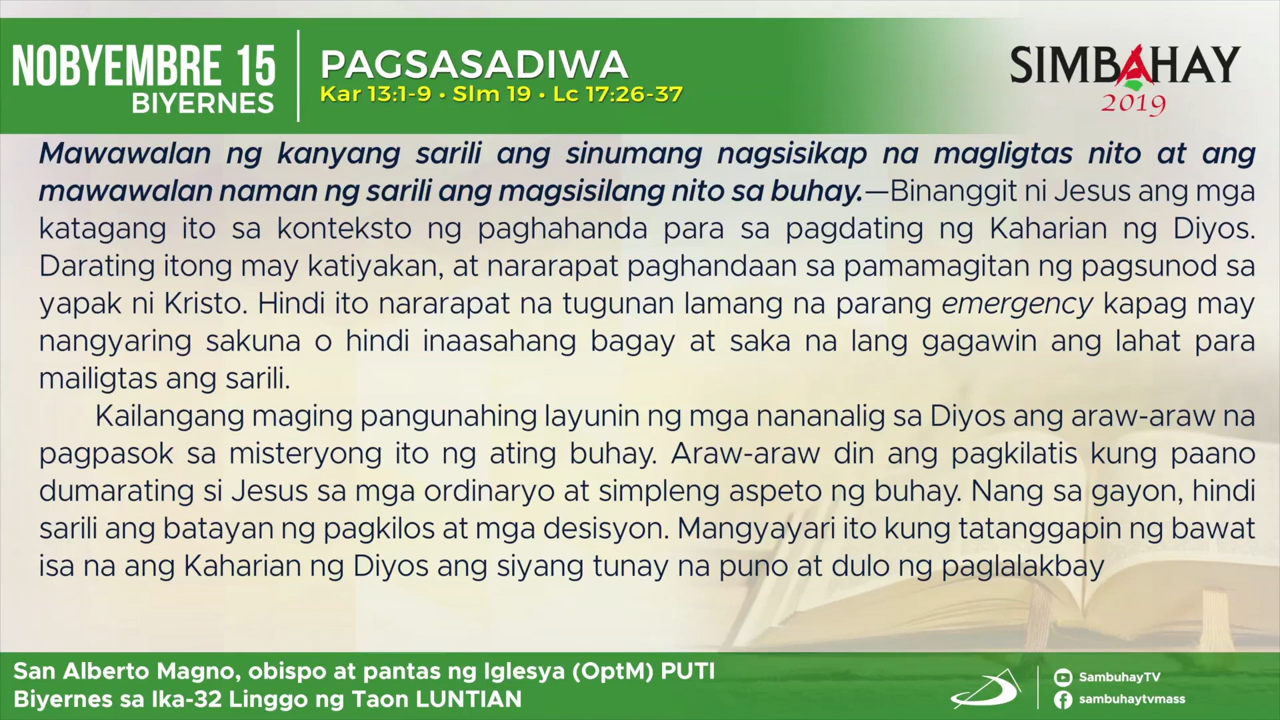 NOBYEMBRE 15
BIYERNES
PAGSASADIWA
Kar 13:1-9 • Slm 19 • Lc 17:26-37
SIMBAHAY
2019
Mawawalan ng kanyang sarili ang sinumang nagsisikap na magligtas nito at ang
mawawalan naman ng sarili ang magsisilang nito sa buhay.—Binanggit ni Jesus ang mga
katagang ito sa konteksto ng paghahanda para sa pagdating ng Kaharian ng Diyos.
Darating itong may katiyakan, at nararapat paghandaan sa pamamagitan ng pagsunod sa
yapak ni Kristo. Hindi ito nararapat na tugunan lamang na parang emergency kapag may
nangyaring sakuna o hindi inaasahang bagay at saka na lang gagawin ang lahat para
mailigtas ang sarili.
Kailangang maging pangunahing layunin ng mga nananalig sa Diyos ang araw-araw na
pagpasok sa misteryong ito ng ating buhay. Araw-araw din ang pagkilatis kung paano
dumarating si Jesus sa mga ordinaryo at simpleng aspeto ng buhay. Nang sa gayon, hindi
sarili ang batayan ng pagkilos at mga desisyon. Mangyayari ito kung tatanggapin ng bawat
isa na ang Kaharian ng Diyos ang siyang tunay na puno at dulo ng paglalakbay
San Alberto Magno, obispo at pantas ng Iglesya (OptM) PUTI
Biyernes sa Ika-32 Linggo ng Taon LUNTIAN
SambuhayTV
sambuhaytvmass